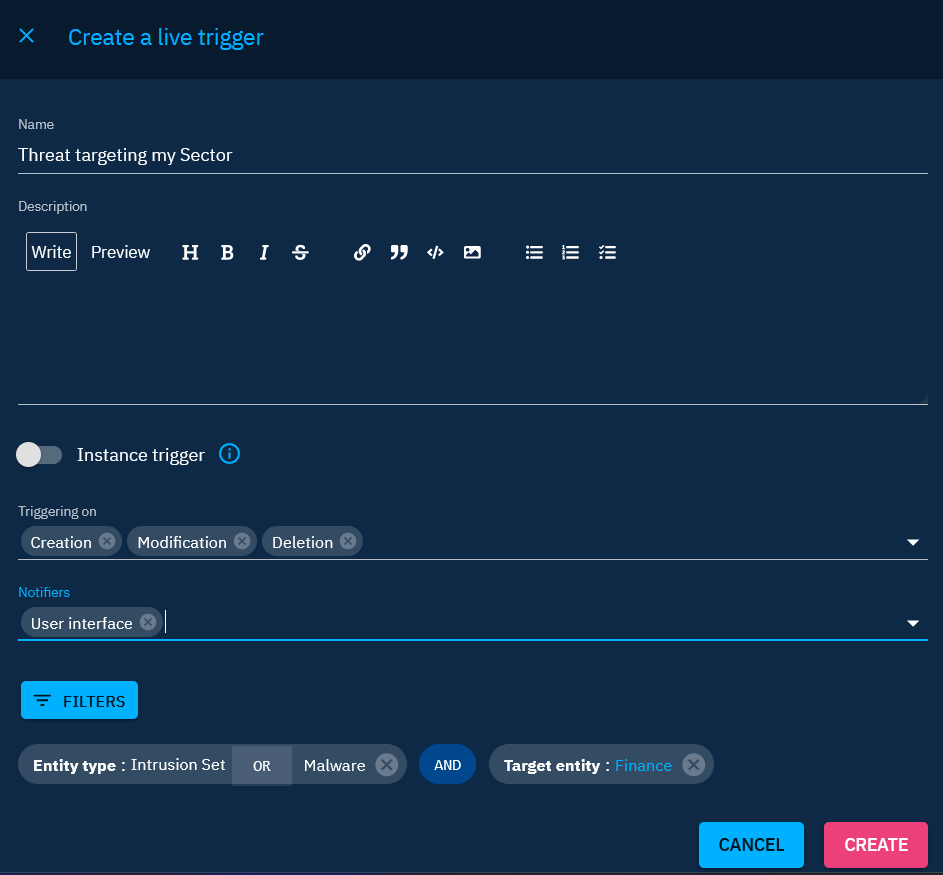 Create a live trigger
Name
Threat targeting my Sector
Description
Write Preview H B I S
Instance trigger
Triggering on
Creation Modification Deletion
Notifiers
User interface
FILTERS
Entity type : Intrusion Set OR Malware AND Target entity : Finance
CANCEL CREATE